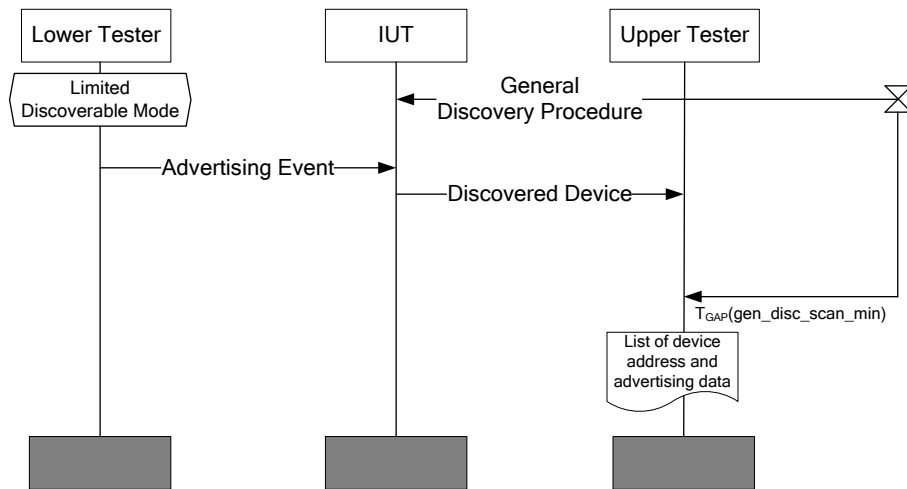 Lower Tester
IUT
Upper Tester
Limited
Discoverable Mode
General
Discovery Procedure
Advertising Event
Discovered Device
TGAP(gen_disc_scan_min)
List of device
address and
advertising data